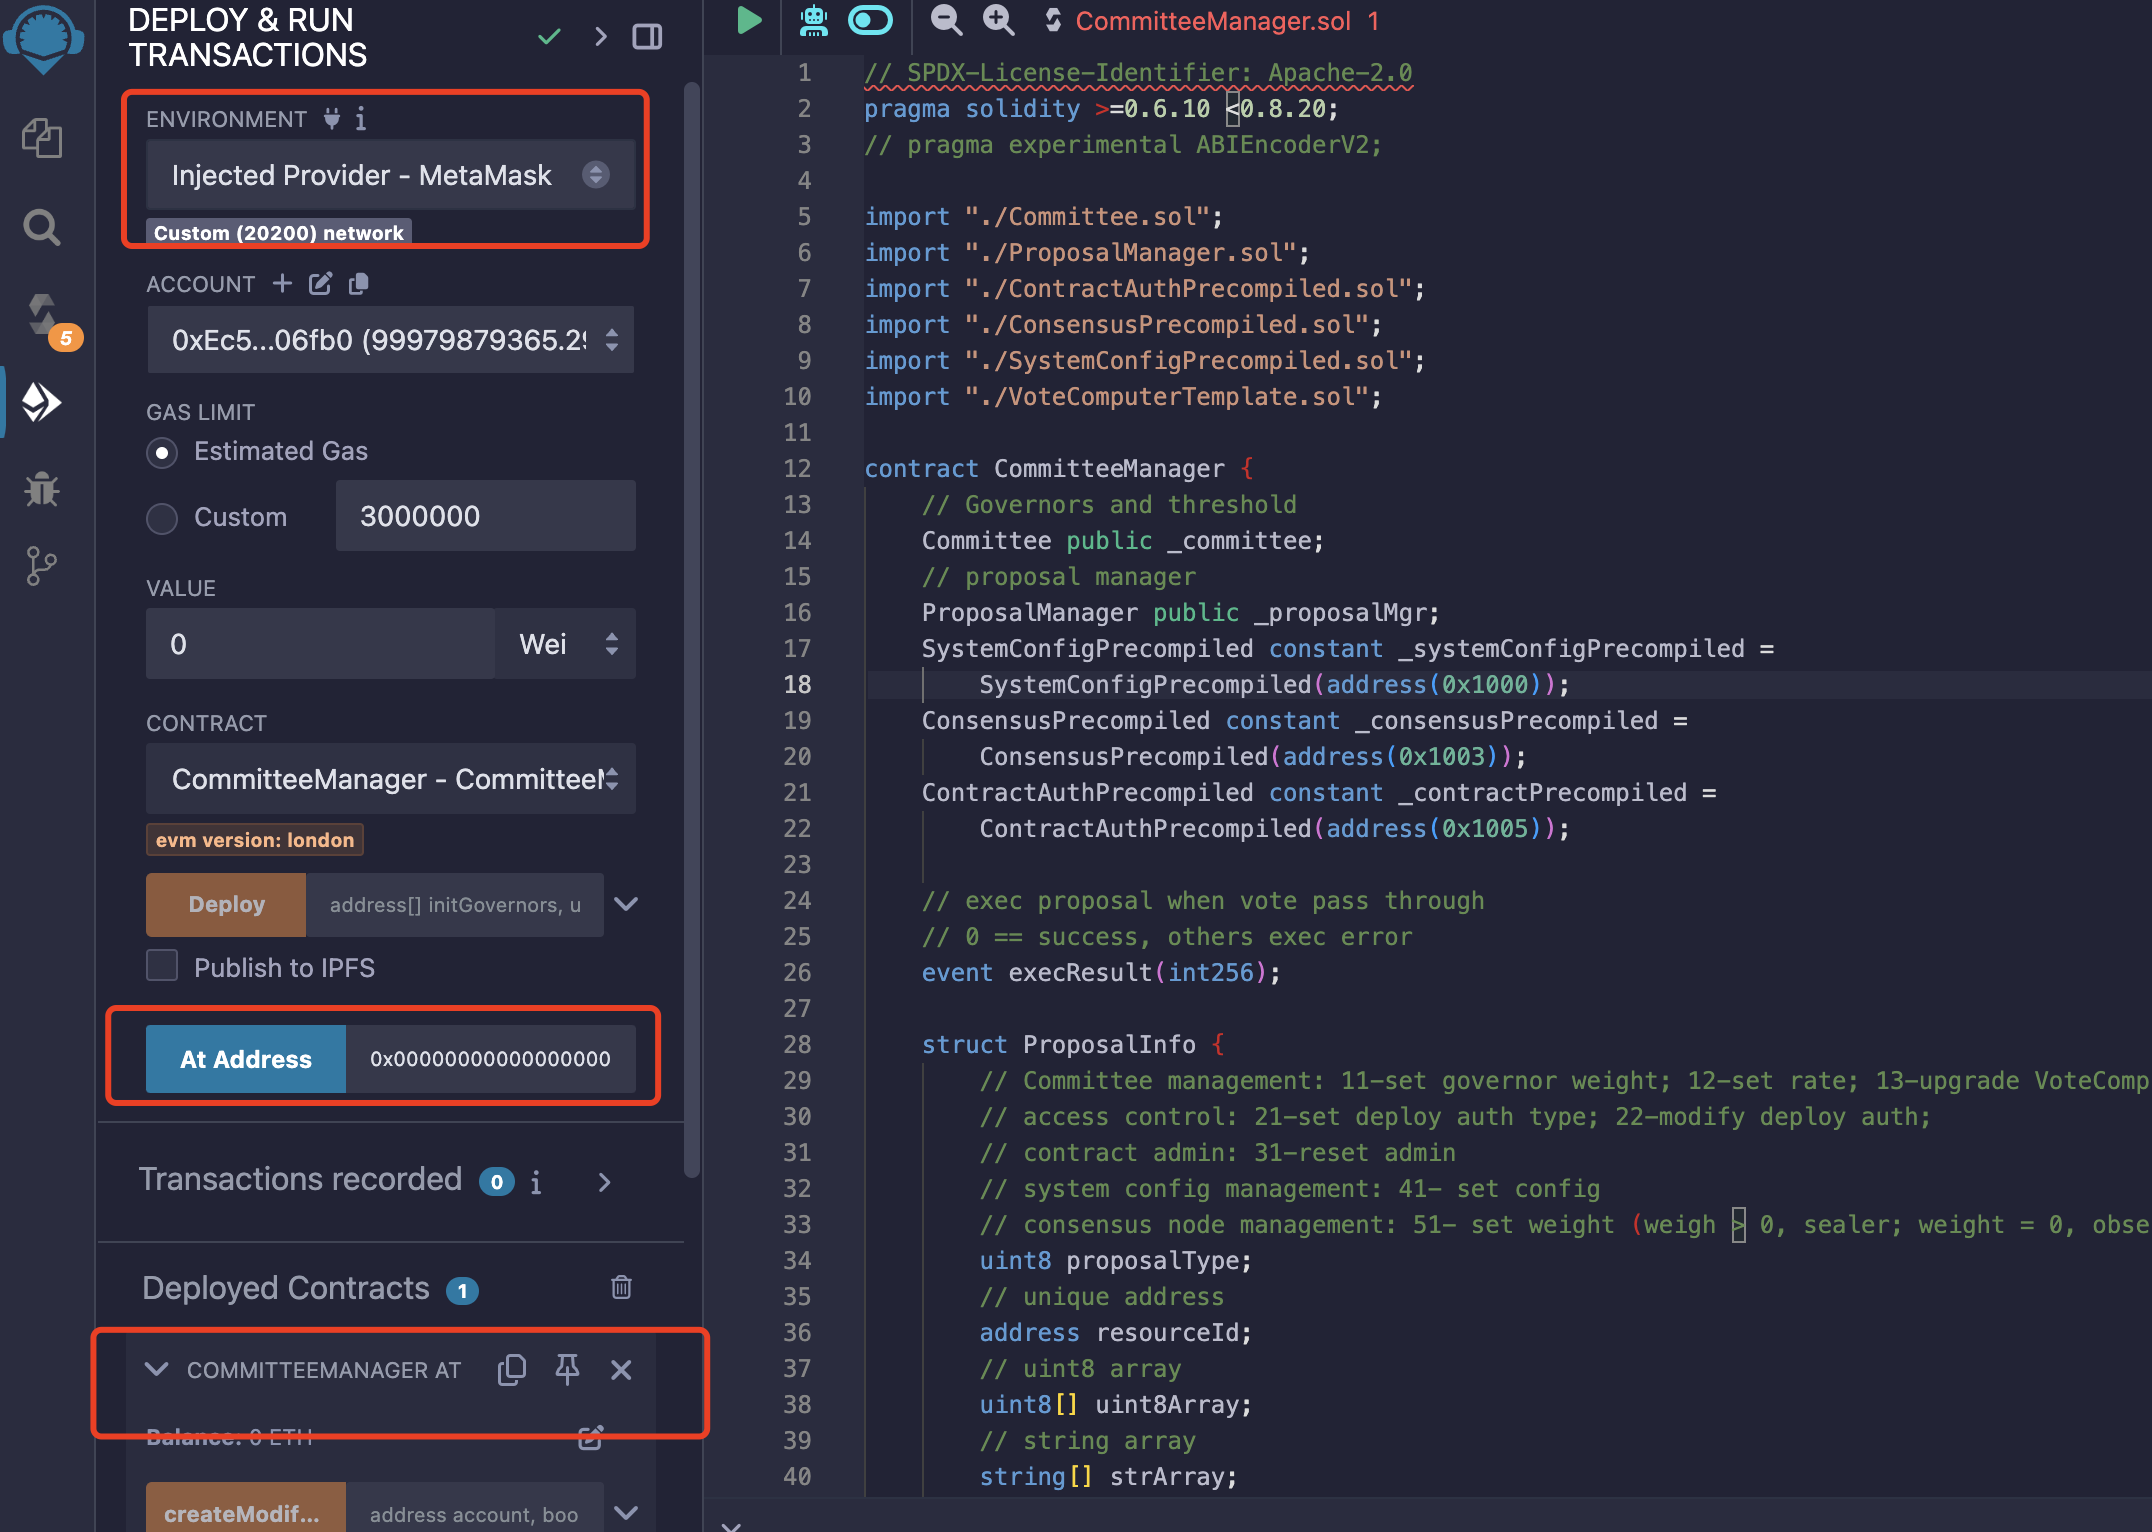 DEPLOY & RUN
TRANSACTIONS
ENVIRONMENT
Injected Provider - MetaMask
Custom (20200) network
ACCOUNT
0xEc5...06fb0 (99979879365.29
GAS LIMIT
Estimated Gas
Custom
3000000
VALUE
0
Wei
CONTRACT
CommitteeManager - Committee
evm version: london
Deploy
address[] initGovernors, u
Publish to IPFS
At Address
0x00000000000000000
Transactions recorded 0
Deployed Contracts 1
COMMITTEEMANAGER AT
Balance: 0 ETH
createModif...
address account, boo
5
CommitteeManager.sol 1
1 // SPDX-License-Identifier: Apache-2.0
2 pragma solidity >=0.6.10 <0.8.20;
3 // pragma experimental ABIEncoderV2;
4
5 import "./Committee.sol";
6 import "./ProposalManager.sol";
7 import "./ContractAuthPrecompiled.sol";
8 import "./ConsensusPrecompiled.sol";
9 import "./SystemConfigPrecompiled.sol";
10 import "./VoteComputerTemplate.sol";
11
12 contract CommitteeManager {
13 // Governors and threshold
14 Committee public _committee;
15 // proposal manager
16 ProposalManager public _proposalMgr;
17 SystemConfigPrecompiled constant _systemConfigPrecompiled =
18 SystemConfigPrecompiled(address(0x1000));
19 ConsensusPrecompiled constant _consensusPrecompiled =
20 ConsensusPrecompiled(address(0x1003));
21 ContractAuthPrecompiled constant _contractPrecompiled =
22 ContractAuthPrecompiled(address(0x1005));
23
24 // exec proposal when vote pass through
25 // 0 == success, others exec error
26 event execResult(int256);
27
28 struct ProposalInfo {
29 // Committee management: 11-set governor weight; 12-set rate; 13-upgrade VoteComp
30 // access control: 21-set deploy auth type; 22-modify deploy auth;
31 // contract admin: 31-reset admin
32 // system config management: 41- set config
33 // consensus node management: 51- set weight (weigh > 0, sealer; weight = 0, obse
34 uint8 proposalType;
35 // unique address
36 address resourceId;
37 // uint8 array
38 uint8[] uint8Array;
39 // string array
40 string[] strArray;